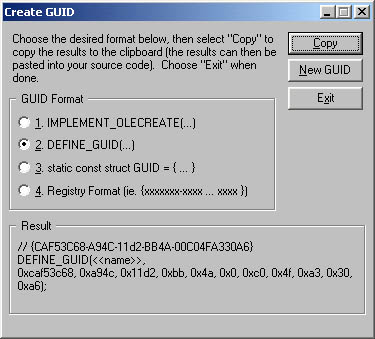 Create GUID
Choose the desired format below, then select "Copy" to
copy the results to the clipboard (the results can then be
pasted into your source code). Choose "Exit" when
done.
Copy
New GUID
Exit
GUID Format
1. IMPLEMENT_OLECREATE(...)
2. DEFINE_GUID(...)
3. static const struct GUID = { ... }
4. Registry Format (ie. {xxxxxxx-xxxx ... xxxx })
Result
// {CAF53C68-A94C-11d2-BB4A-00C04FA330A6}
DEFINE_GUID(<<name>>,
0xcaf53c68, 0xa94c, 0x11d2, 0xbb, 0x4a, 0x0, 0xc0, 0x4f, 0xa3, 0x30,
0xa6);